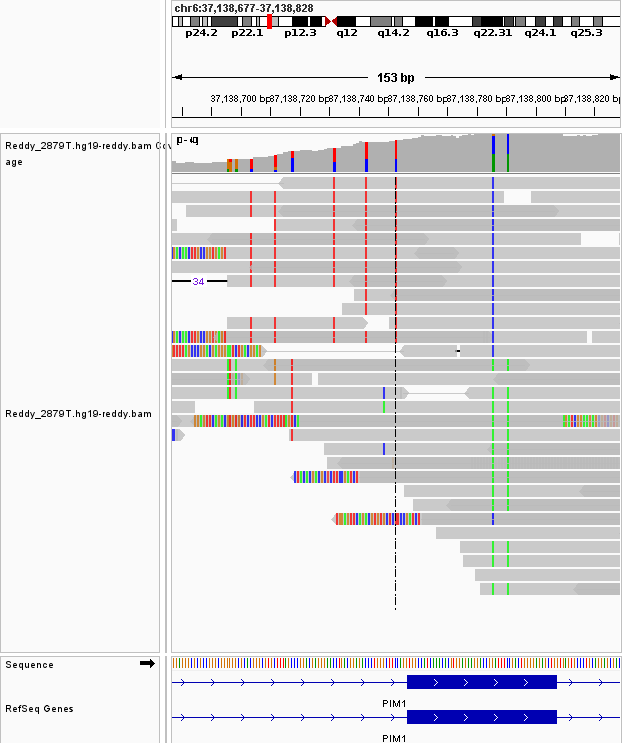 chr6:37,138,677-37,138,828
p24.2 p22.1 p12.3 q12 q14.2 q16.3 q22.31 q24.1 q25.3
153 bp
37,138,700 bp 37,138,720 bp 37,138,740 bp 37,138,760 bp 37,138,780 bp 37,138,800 bp 37,138,820 bp
Reddy_2879T.hg19-reddy.bam Cov
age
34
Reddy_2879T.hg19-reddy.bam
Sequence
RefSeq Genes
PIM1
PIM1